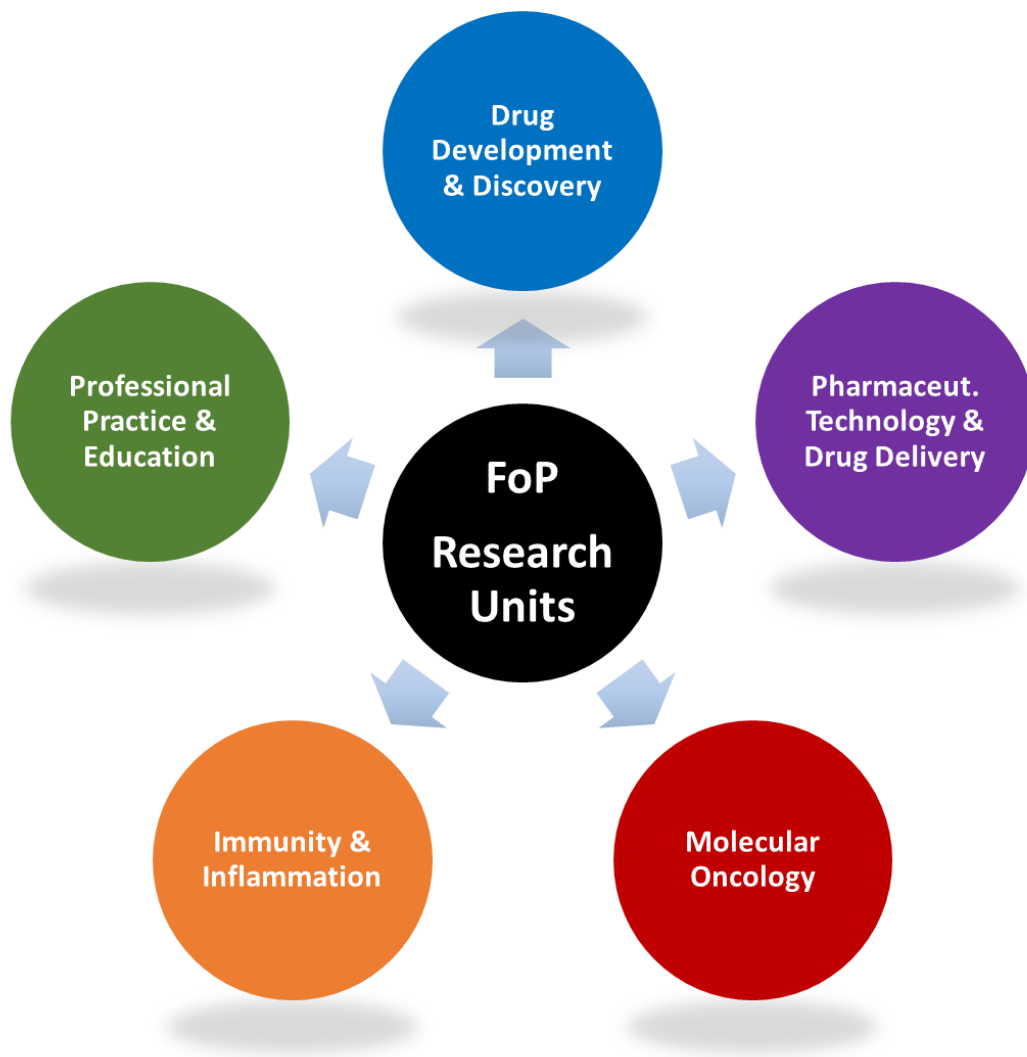 Drug
Development
& Discovery
Professional
Practice &
Education
Pharmaceut.
Technology &
Drug Delivery
FoP
Research
Units
Immunity &
Inflammation
Molecular
Oncology